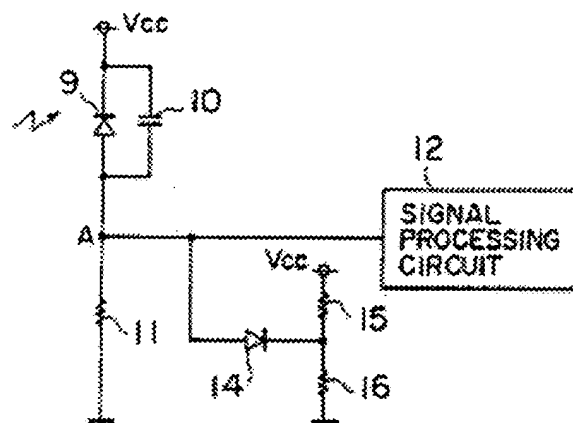 Vcc
9
10
12
SIGNAL
PROCESSING
CIRCUIT
A
Vcc
11
15
14
16